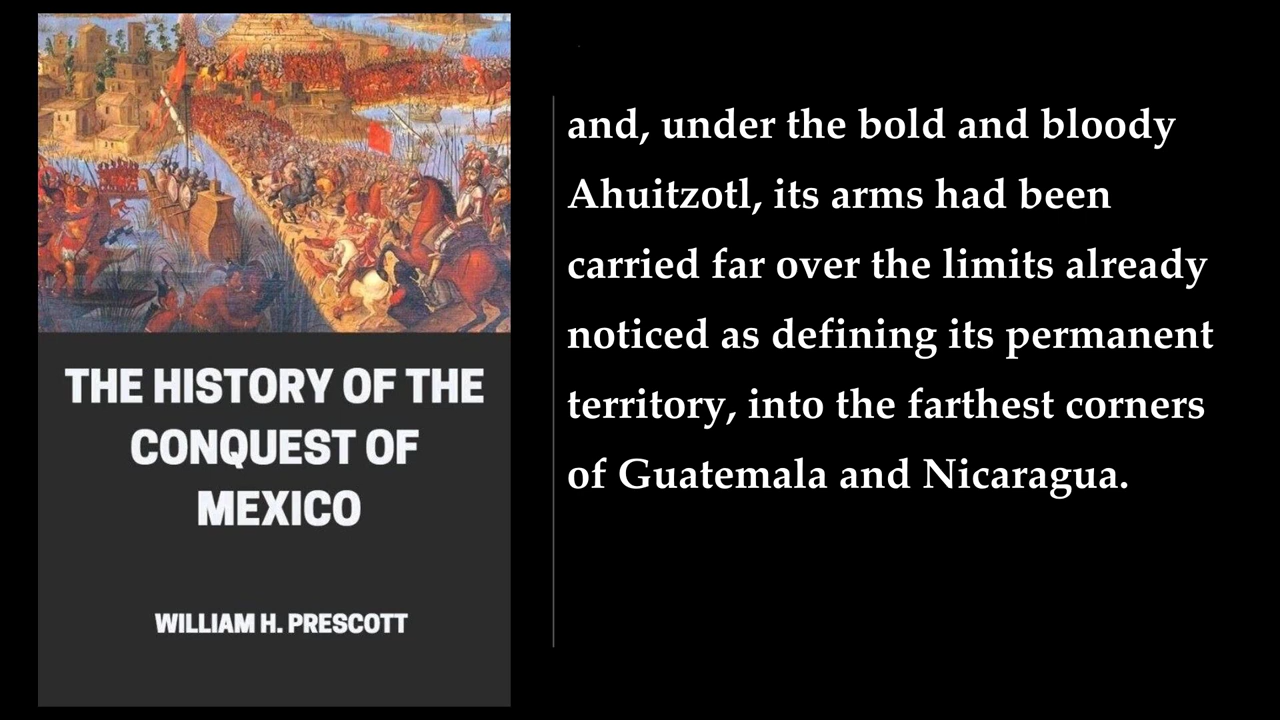 THE HISTORY OF THE
CONQUEST OF
MEXICO
WILLIAM H. PRESCOTT
and, under the bold and bloody
Ahuitzotl, its arms had been
carried far over the limits already
noticed as defining its permanent
territory, into the farthest corners
of Guatemala and Nicaragua.